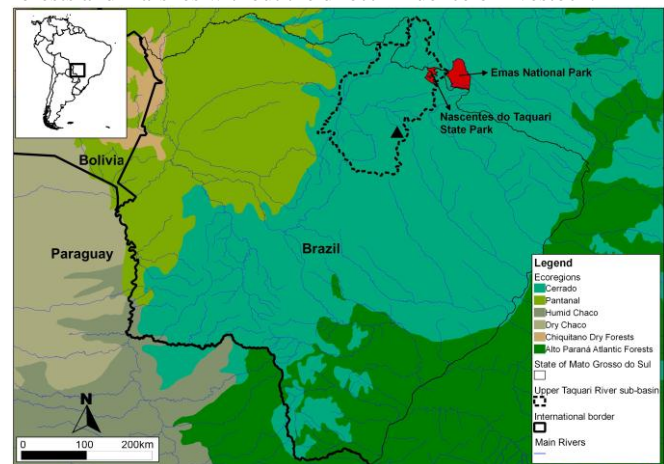 Emas National Park
Nascentes do Taquari
State Park
Bolivia
Paraguay
Brazil
Legend
Ecoregions
Cerrado
Pantanal
Humid Chaco
Dry Chaco
Chiquitano Dry Forests
Alto Paraná Atlantic Forests
State of Mato Grosso do Sul
Upper Taquari River sub-basin
International border
Main Rivers
N
0 100 200km